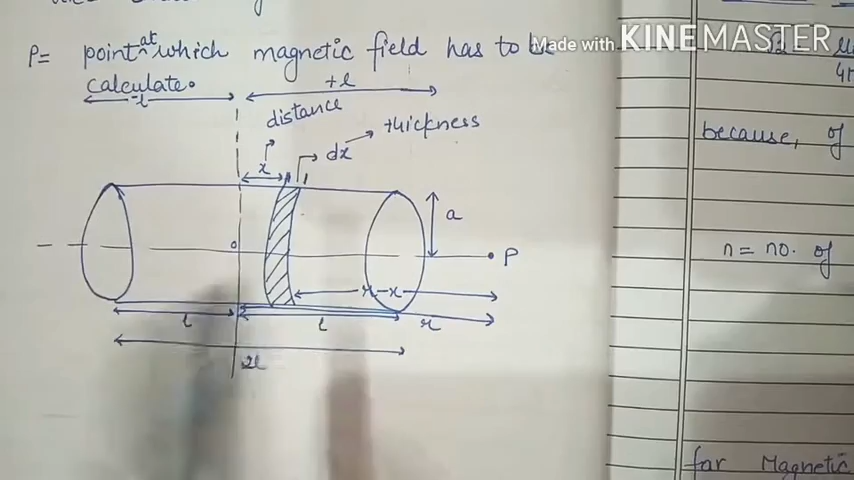 P= point at which magnetic field has to be
calculate.
-l
+l
distance
thickness
x
dx
a
o
P
r-x
l
l
r
2l
Made with KINEMASTER
because, of
n = no. of
for Magnetic